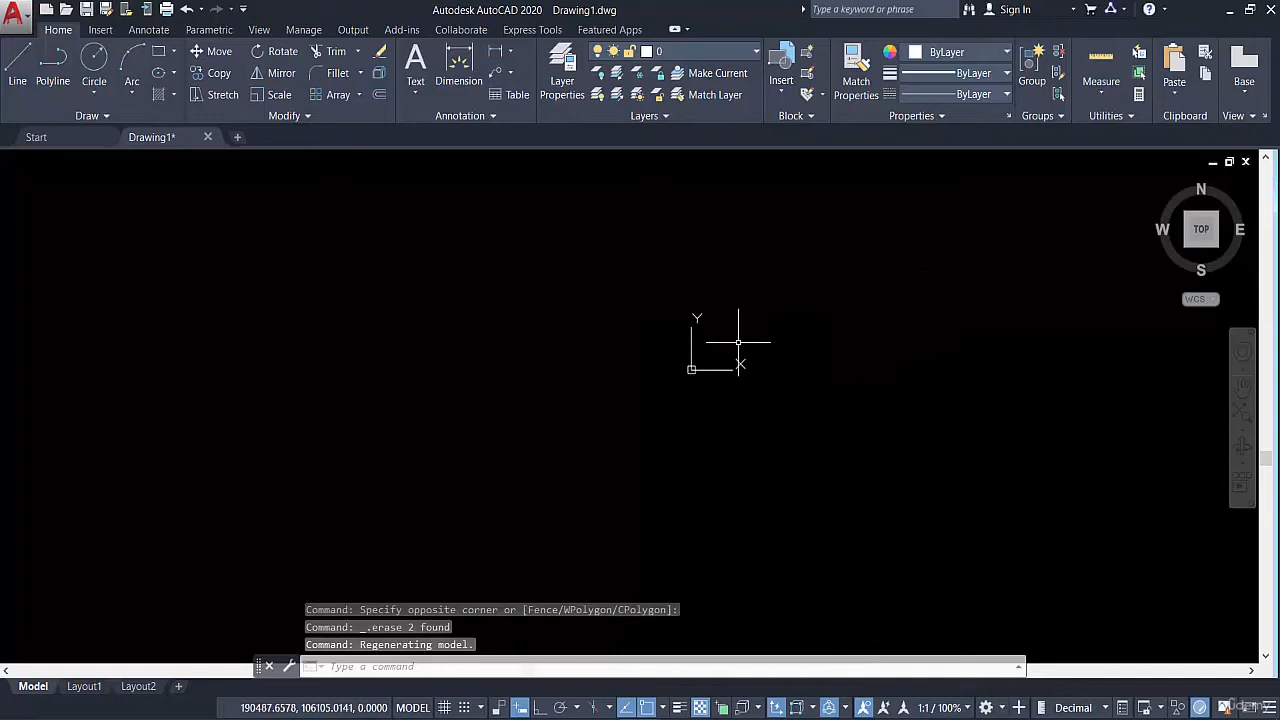 Autodesk AutoCAD 2020 Drawing1.dwg Type a keyword or phrase Sign In
Home Insert Annotate Parametric View Manage Output Add-ins Collaborate Express Tools Featured Apps
Line Polyline Circle Arc
Move Rotate Trim
Copy Mirror Fillet
Stretch Scale Array
Text Dimension Table
Layer Properties
0
Make Current
Match Layer
Insert
Match Properties
ByLayer
ByLayer
ByLayer
Group
Measure
Paste
Base
Draw Modify Annotation Layers Block Properties Groups Utilities Clipboard View
Start Drawing1*
N
W TOP E
S
WCS
Y
X
Command: Specify opposite corner or [Fence/WPolygon/CPolygon]:
Command: _.erase 2 found
Command: Regenerating model.
Type a command
Model Layout1 Layout2
190487.6578, 106105.0141, 0.0000 MODEL 1:1 / 100% Decimal